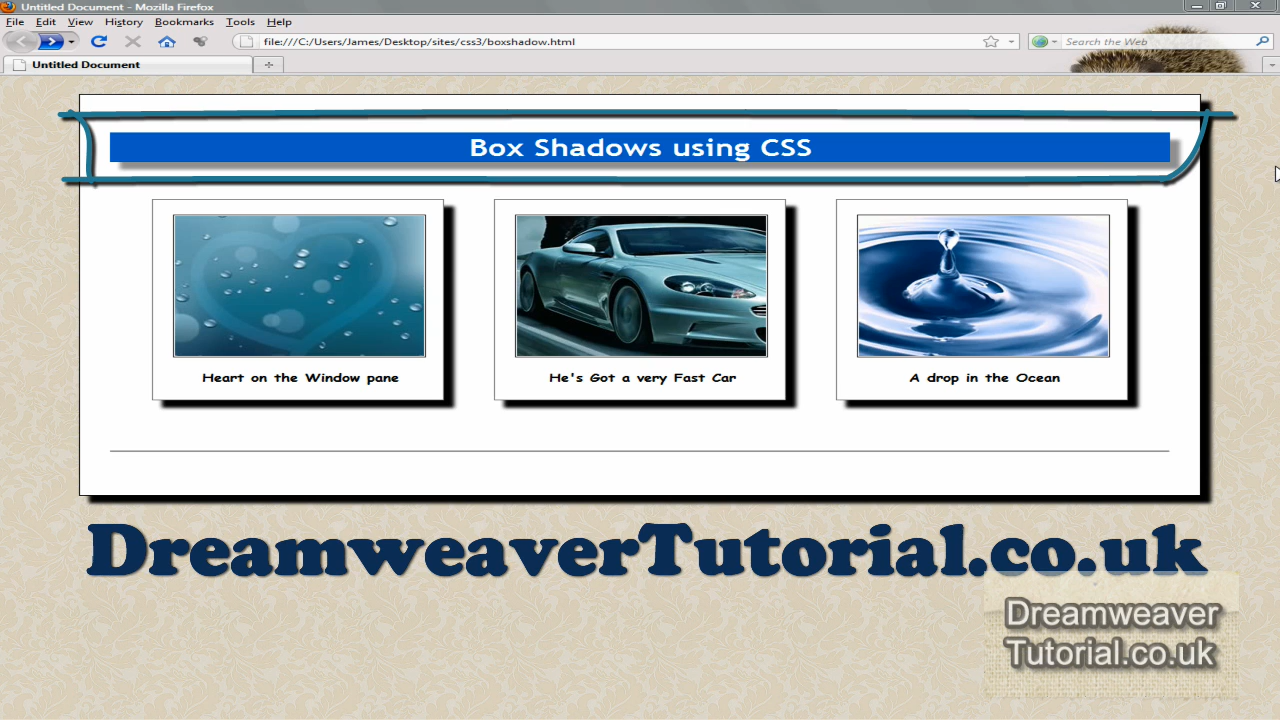 Untitled Document - Mozilla Firefox
File Edit View History Bookmarks Tools Help
file:///C:/Users/James/Desktop/sites/css3/boxshadow.html
Search the Web
Untitled Document
Box Shadows using CSS
Heart on the Window pane
He's Got a very Fast Car
A drop in the Ocean
DreamweaverTutorial.co.uk
Dreamweaver
Tutorial.co.uk